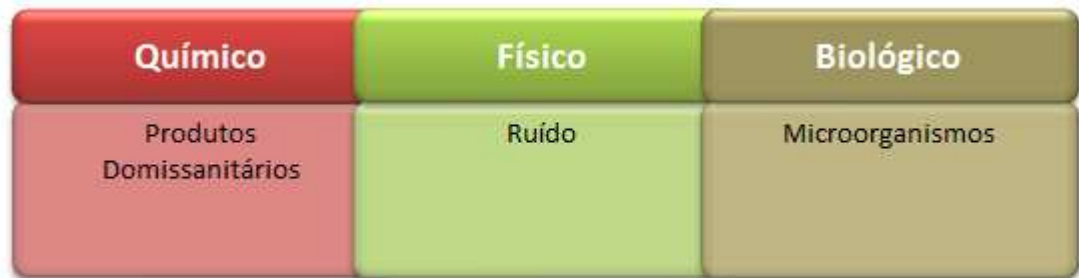 Químico
Físico
Biológico
Produtos
Domissanitários
Ruído
Microorganismos